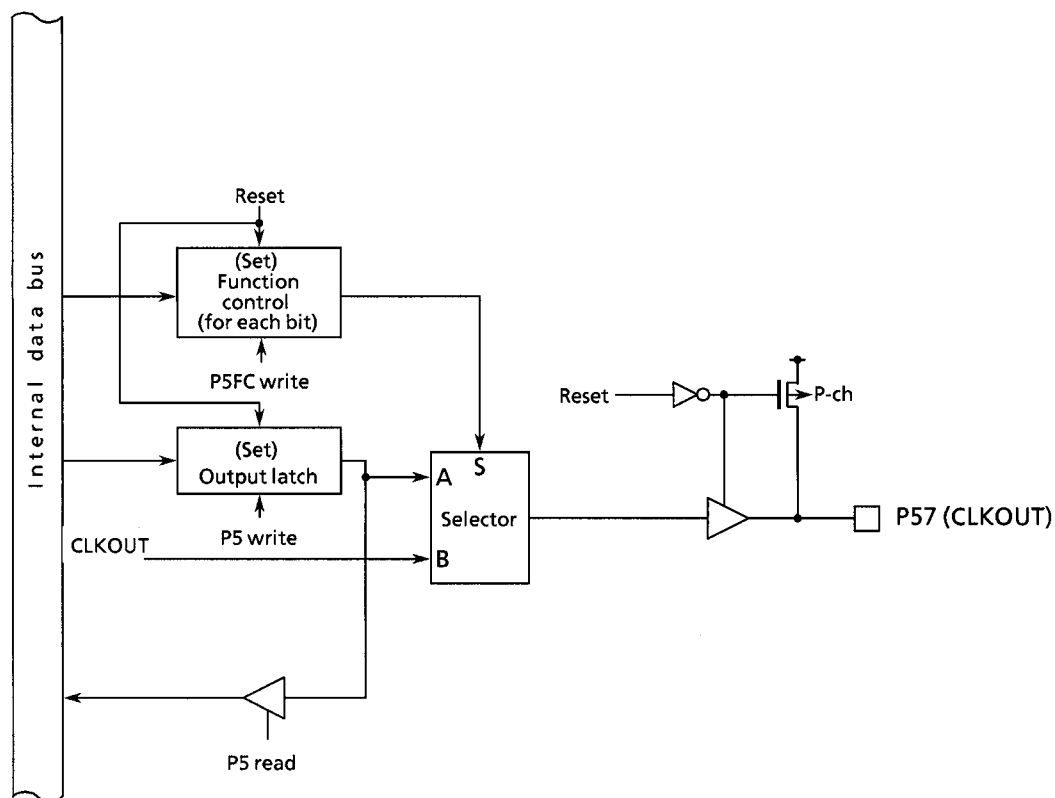 Internal data bus
Reset
(Set)
Function
control
(for each bit)
P5FC write
(Set)
Output latch
P5 write
CLKOUT
S
A
Selector
B
P5 read
Reset
P-ch
P57 (CLKOUT)